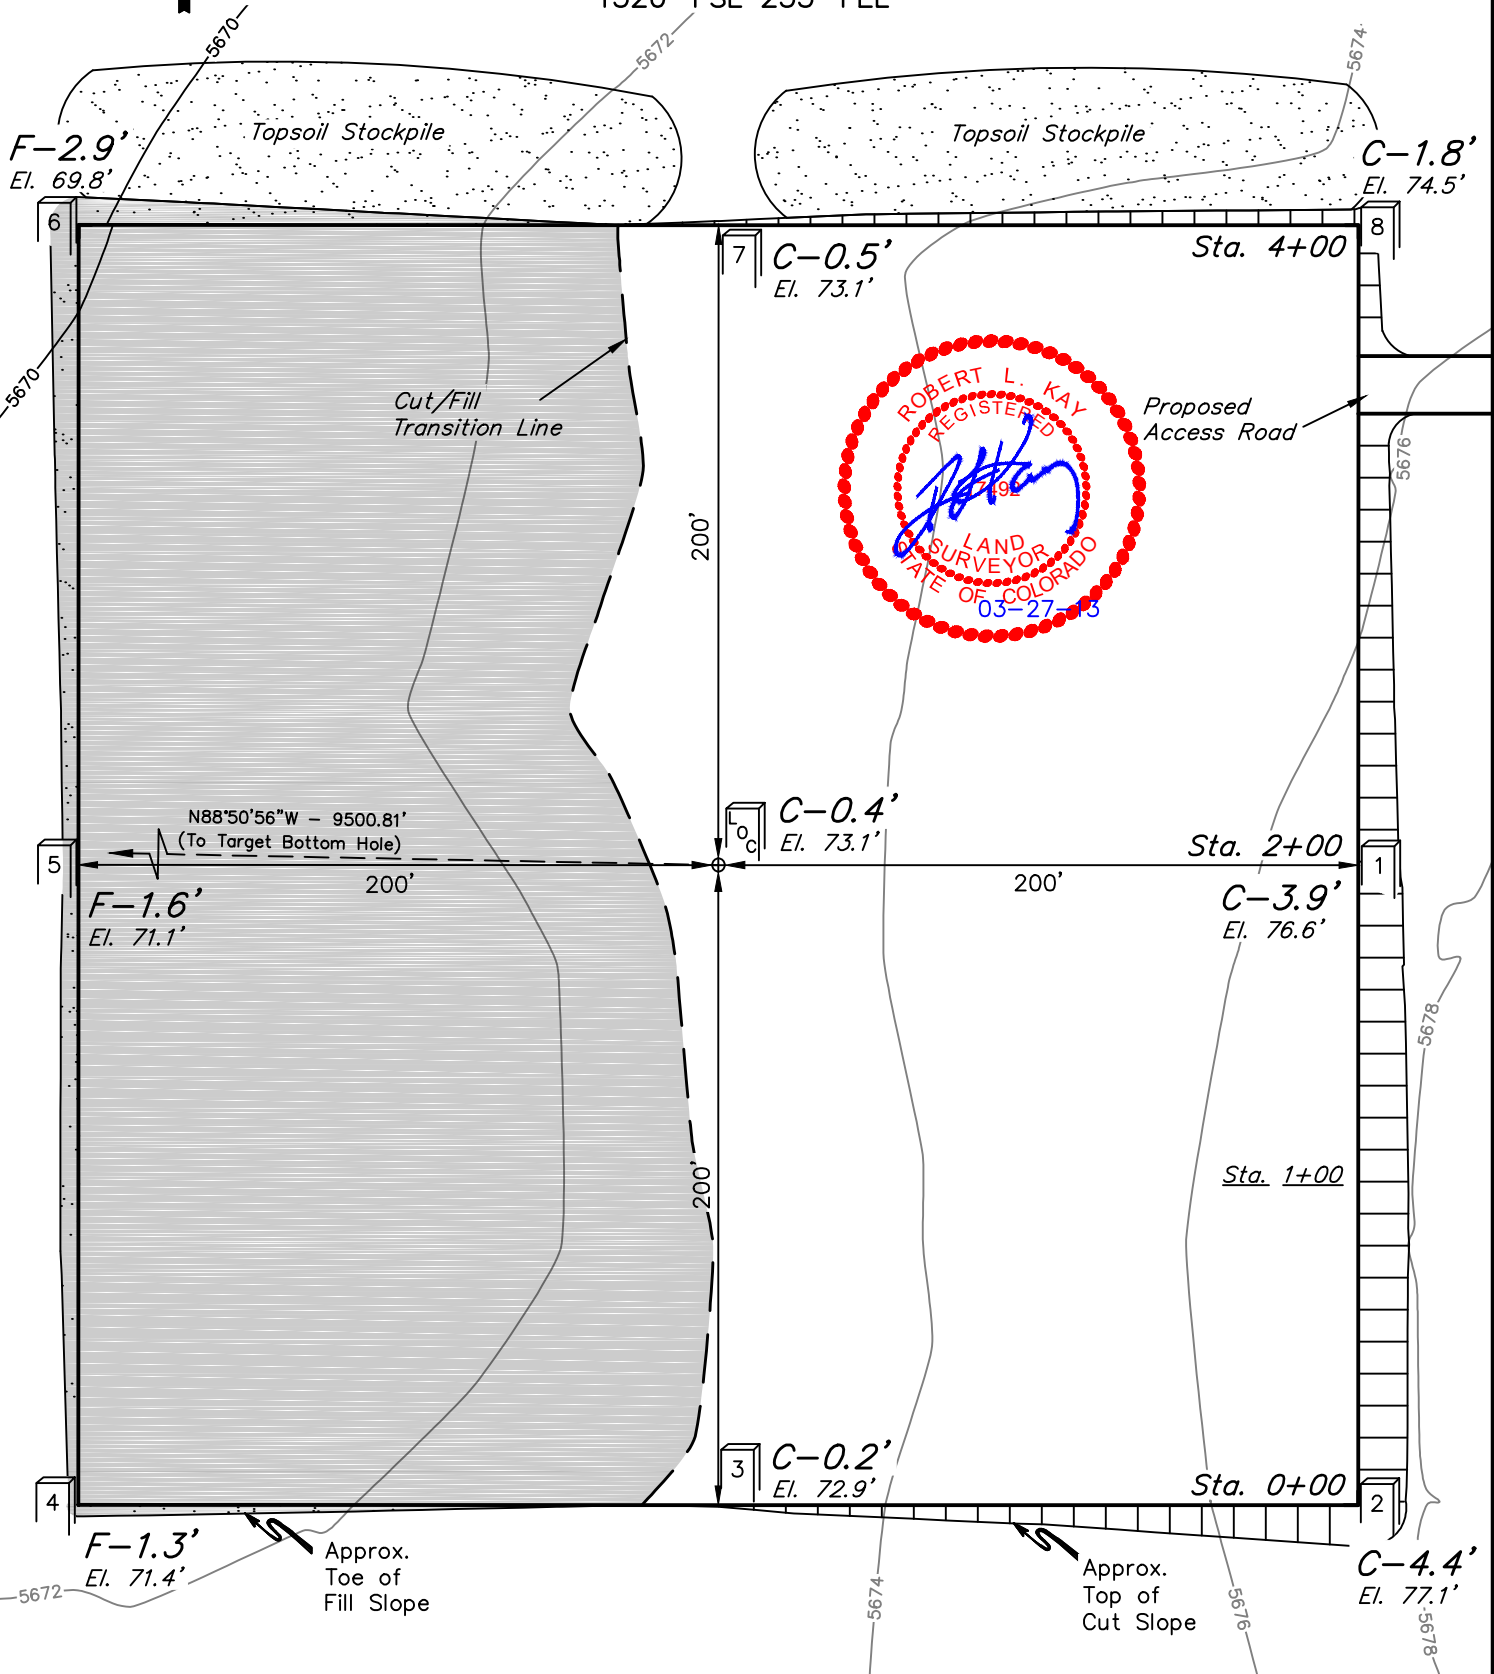 5670
5672
5674
Topsoil Stockpile
Topsoil Stockpile
F-2.9'
El. 69.8'
C-1.8'
El. 74.5'
6
7
8
C-0.5'
El. 73.1'
Sta. 4+00
5670
Cut/Fill
Transition Line
ROBERT L. KAY
REGISTERED
LAND
SURVEYOR
STATE OF COLORADO
03-27-13
Proposed
Access Road
5676
200'
N88°50'56"W - 9500.81'
(To Target Bottom Hole)
LOC
C-0.4'
El. 73.1'
Sta. 2+00
5
1
200'
200'
F-1.6'
El. 71.1'
C-3.9'
El. 76.6'
5678
200'
Sta. 1+00
3
C-0.2'
El. 72.9'
Sta. 0+00
4
2
F-1.3'
El. 71.4'
Approx.
Toe of
Fill Slope
Approx.
Top of
Cut Slope
C-4.4'
El. 77.1'
5672
5674
5676
5678